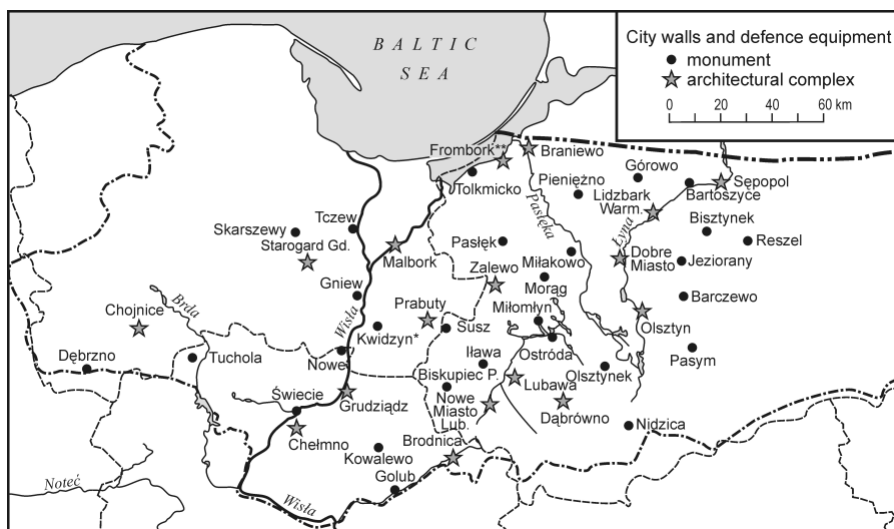 BALTIC
SEA
City walls and defence equipment
monument
architectural complex
0 20 40 60 km
Frombork**
Braniewo
Tolkmicko
Pieniężno
Górowo
Lidzbark
Warm.
Bartoszyce
Sępopol
Bisztynek
Reszel
Skarszewy
Tczew
Starogard Gd.
Malbork
Pasłęk
Pasłęka
Łyna
Zalewo
Miłakowo
Morąg
Dobre
Miasto
Jeziorany
Gniew
Barczewo
Chojnice
Brda
Wisła
Prabuty
Miłomłyn
Olsztyn
Kwidzyn*
Susz
Ostróda
Dębrzno
Tuchola
Nowe
Iława
Olsztynek
Pasym
Biskupiec P.
Lubawa
Świecie
Grudziądz
Nowe
Miasto
Lub.
Dąbrówno
Chełmno
Brodnica
Nidzica
Kowalewo
Golub
Noteć
Wisła